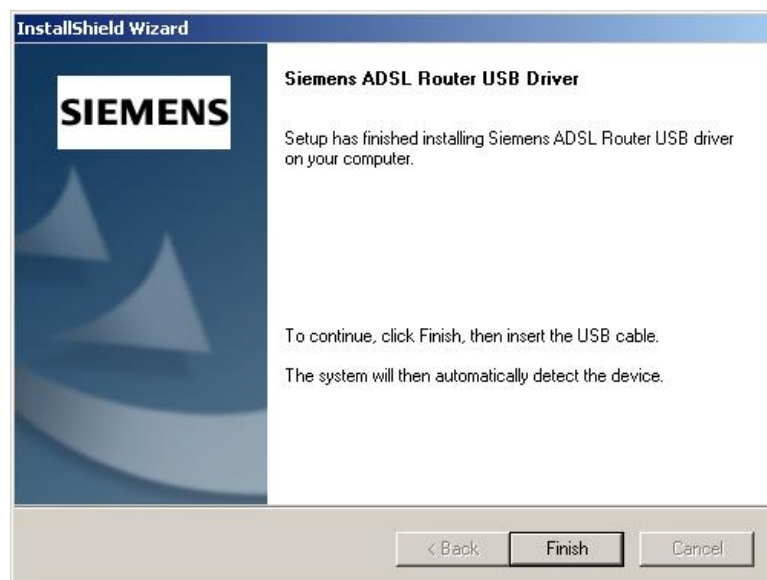 InstallShield Wizard
SIEMENS
Siemens ADSL Router USB Driver
Setup has finished installing Siemens ADSL Router USB driver
on your computer.
To continue, click Finish, then insert the USB cable.
The system will then automatically detect the device.
< Back
Finish
Cancel